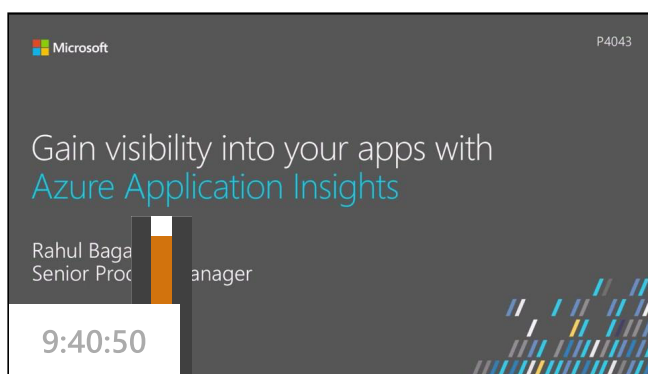 Microsoft
P4043
Gain visibility into your apps with
Azure Application Insights
Rahul
Senior
9:40:50